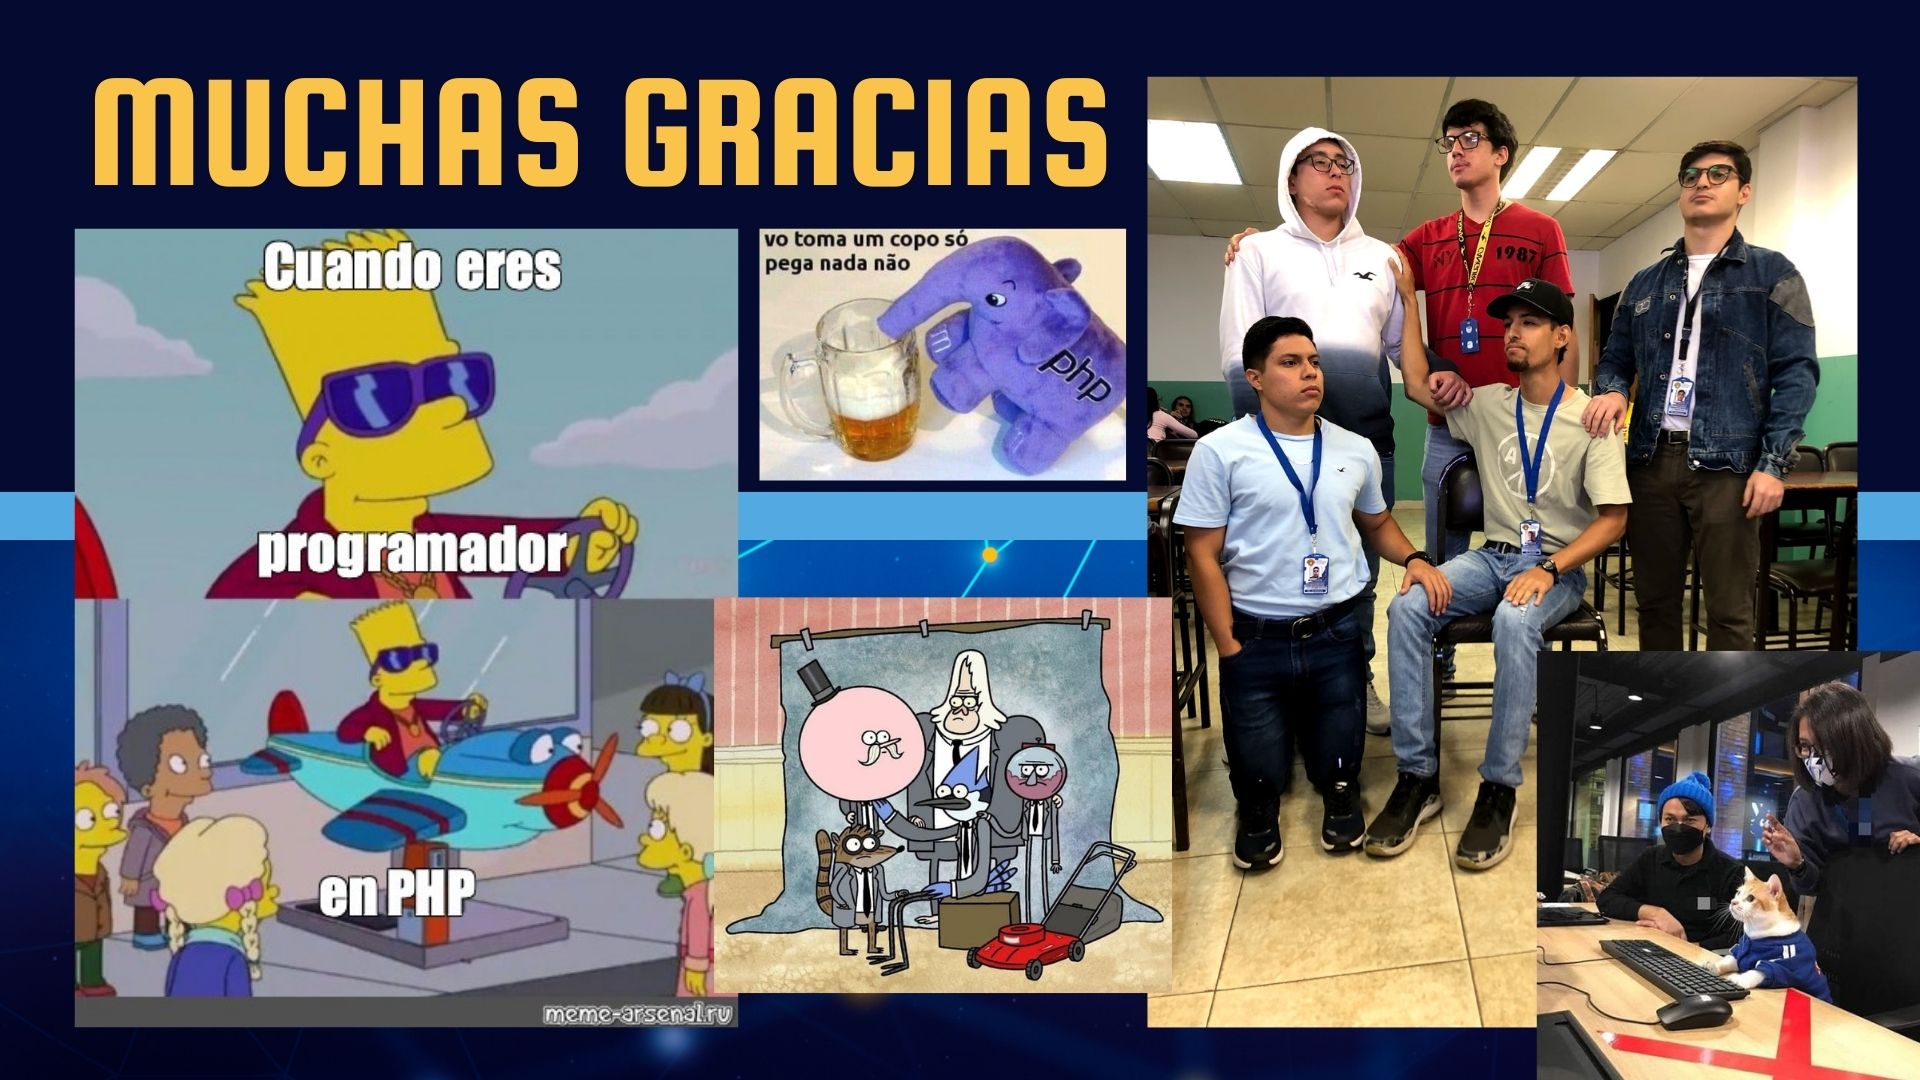 MUCHAS GRACIAS
Cuando eres
programador
en PHP
meme-arsenal.ru
vo toma um copo só
pega nada não
php
NY 1987